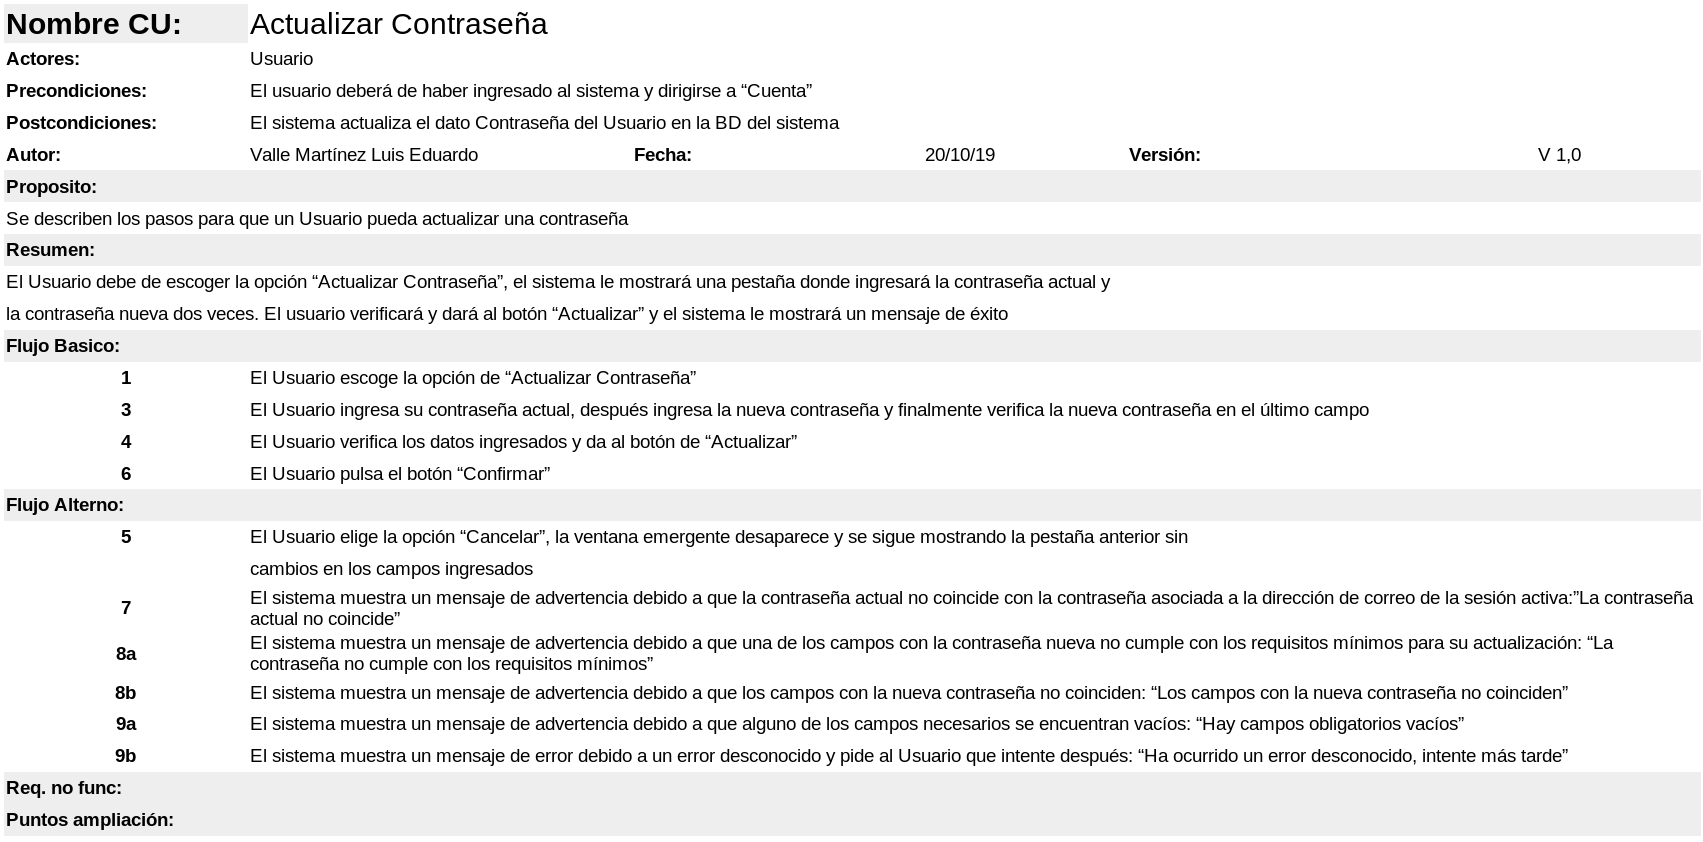 Nombre CU: Actualizar Contraseña
Actores: Usuario
Precondiciones: El usuario deberá de haber ingresado al sistema y dirigirse a “Cuenta”
Postcondiciones: El sistema actualiza el dato Contraseña del Usuario en la BD del sistema
Autor: Valle Martínez Luis Eduardo Fecha: 20/10/19 Versión: V 1,0
Proposito:
Se describen los pasos para que un Usuario pueda actualizar una contraseña
Resumen:
El Usuario debe de escoger la opción “Actualizar Contraseña”, el sistema le mostrará una pestaña donde ingresará la contraseña actual y
la contraseña nueva dos veces. El usuario verificará y dará al botón “Actualizar” y el sistema le mostrará un mensaje de éxito
Flujo Basico:
1 El Usuario escoge la opción de “Actualizar Contraseña”
3 El Usuario ingresa su contraseña actual, después ingresa la nueva contraseña y finalmente verifica la nueva contraseña en el último campo
4 El Usuario verifica los datos ingresados y da al botón de “Actualizar”
6 El Usuario pulsa el botón “Confirmar”
Flujo Alterno:
5 El Usuario elige la opción “Cancelar”, la ventana emergente desaparece y se sigue mostrando la pestaña anterior sin
cambios en los campos ingresados
7 El sistema muestra un mensaje de advertencia debido a que la contraseña actual no coincide con la contraseña asociada a la dirección de correo de la sesión activa:”La contraseña
actual no coincide”
8a El sistema muestra un mensaje de advertencia debido a que una de los campos con la contraseña nueva no cumple con los requisitos mínimos para su actualización: “La
contraseña no cumple con los requisitos mínimos”
8b El sistema muestra un mensaje de advertencia debido a que los campos con la nueva contraseña no coinciden: “Los campos con la nueva contraseña no coinciden”
9a El sistema muestra un mensaje de advertencia debido a que alguno de los campos necesarios se encuentran vacíos: “Hay campos obligatorios vacíos”
9b El sistema muestra un mensaje de error debido a un error desconocido y pide al Usuario que intente después: “Ha ocurrido un error desconocido, intente más tarde”
Req. no func:
Puntos ampliación: